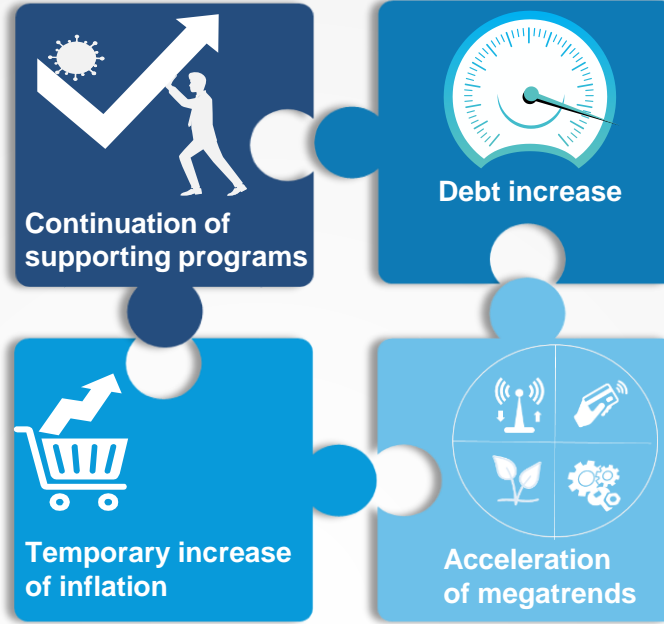 Continuation of
supporting programs
Debt increase
Temporary increase
of inflation
Acceleration
of megatrends